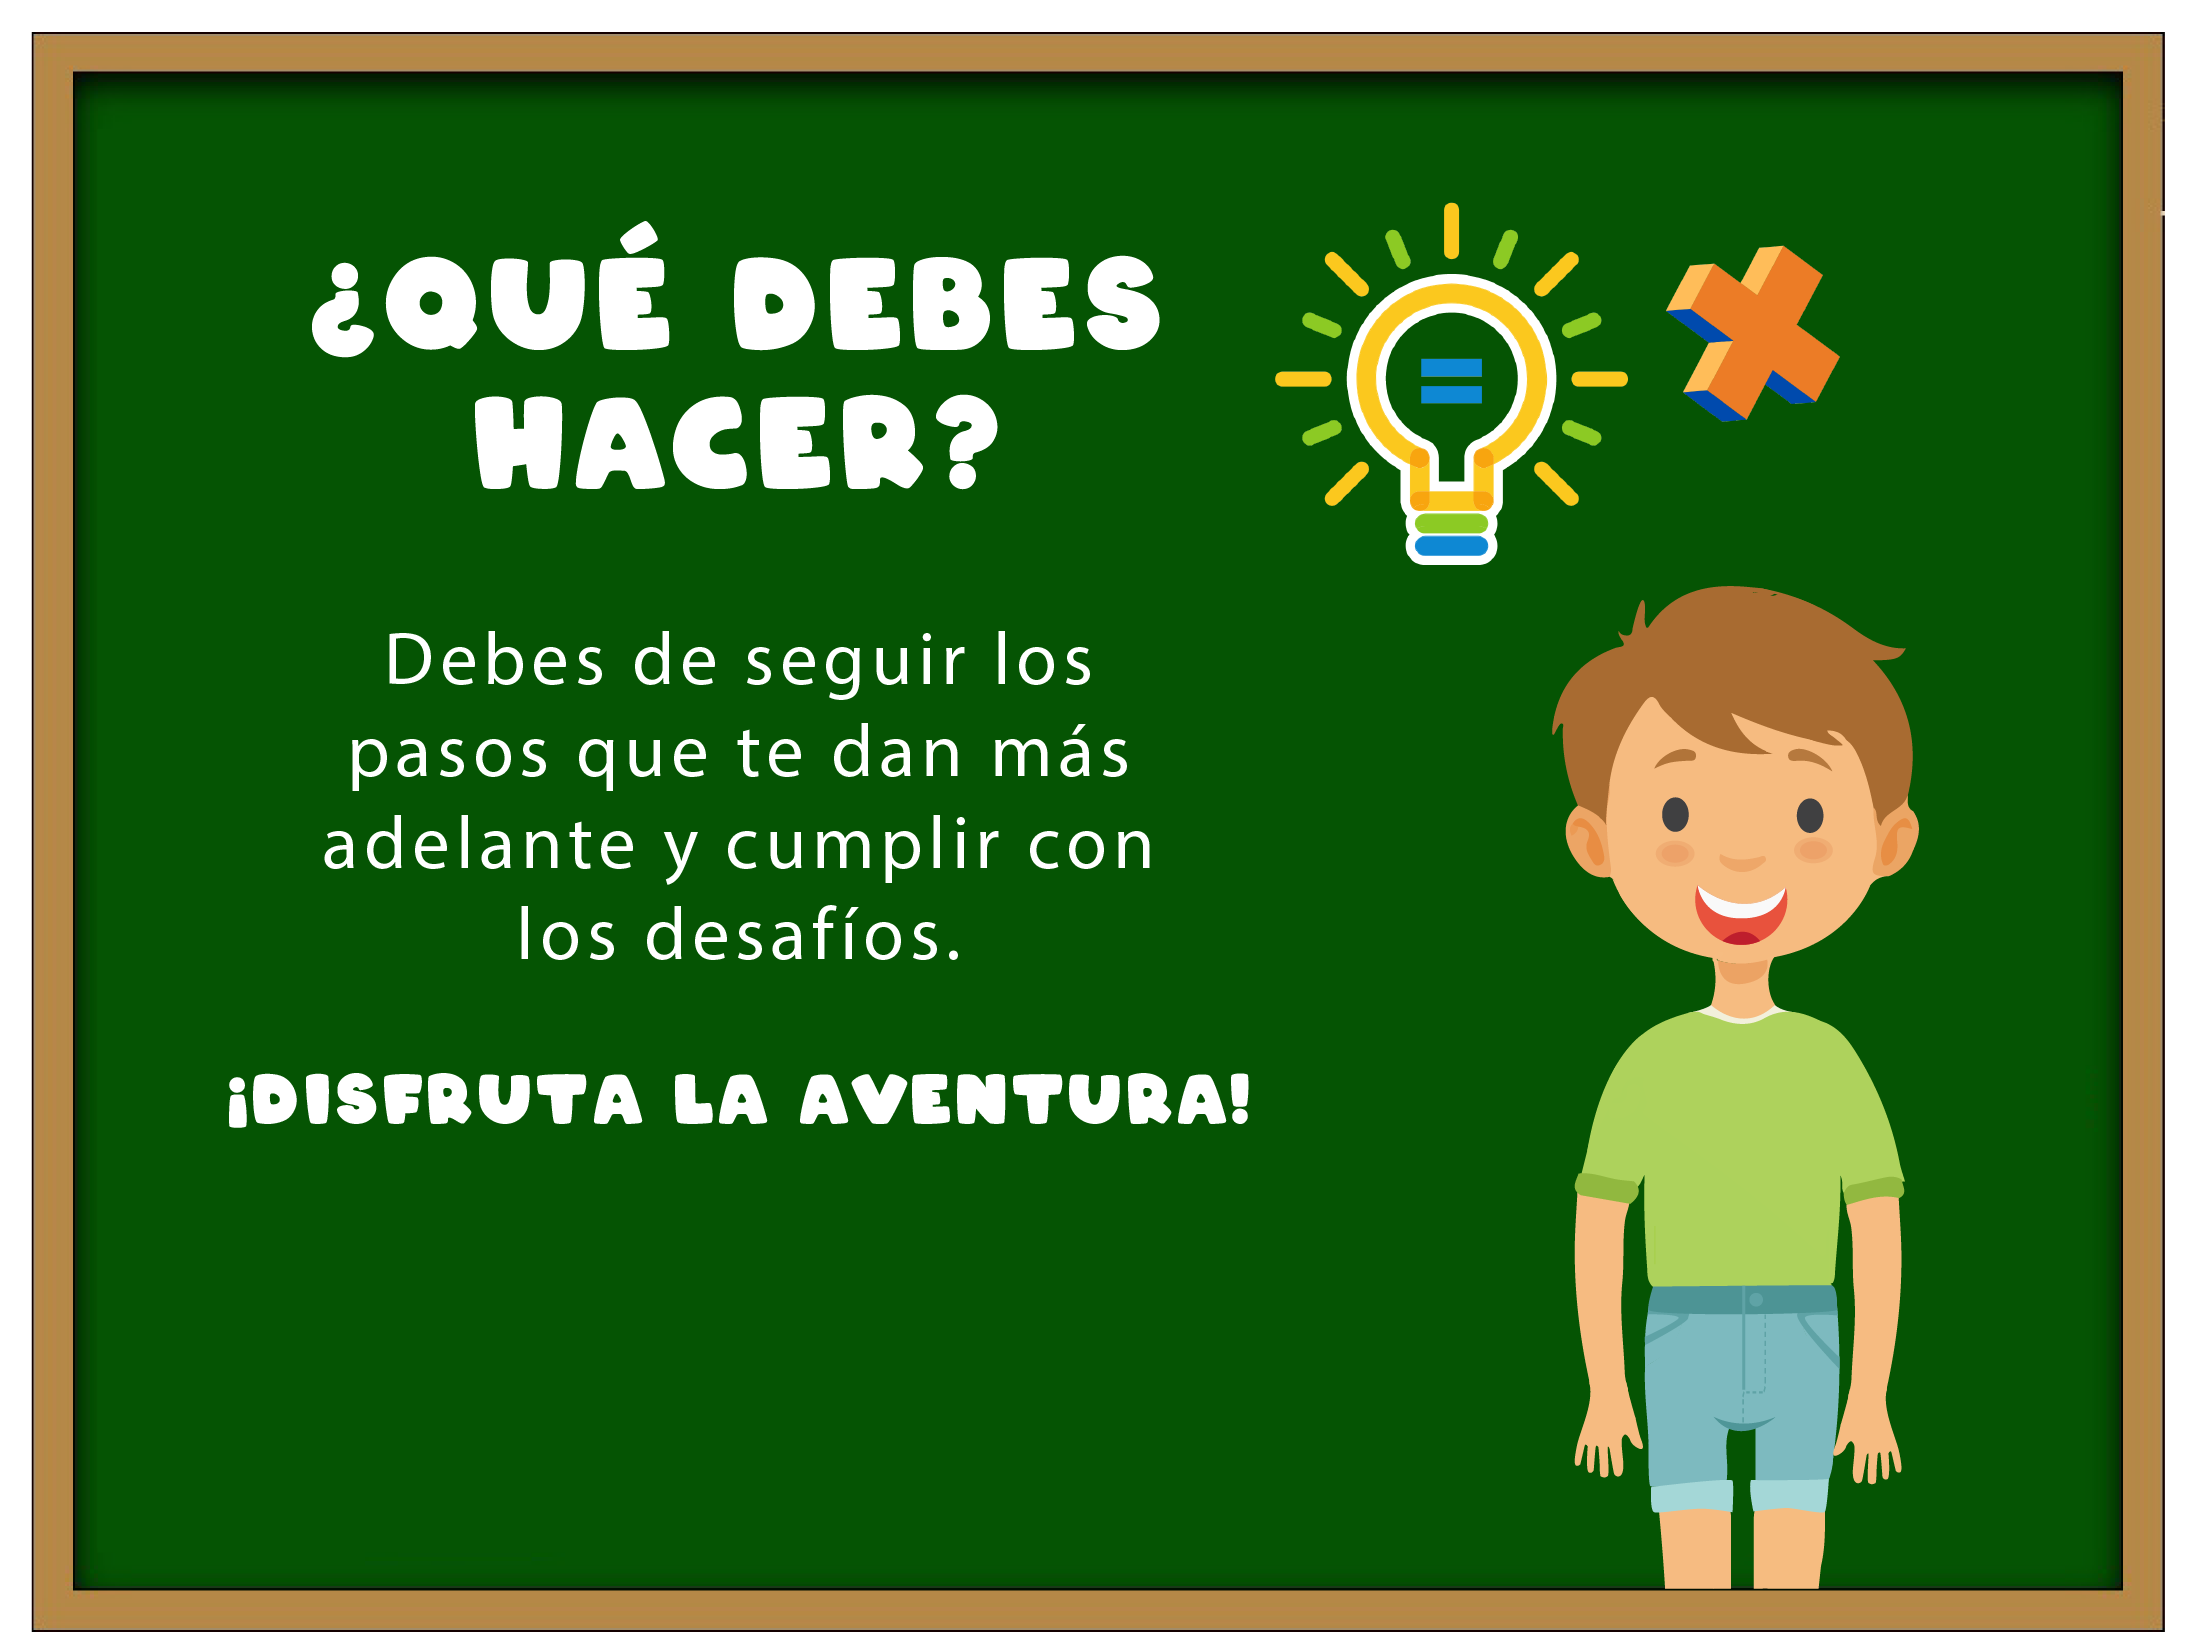 ¿QUÉ DEBES
HACER?
Debes de seguir los
pasos que te dan más
adelante y cumplir con
los desafíos.
¡DISFRUTA LA AVENTURA!